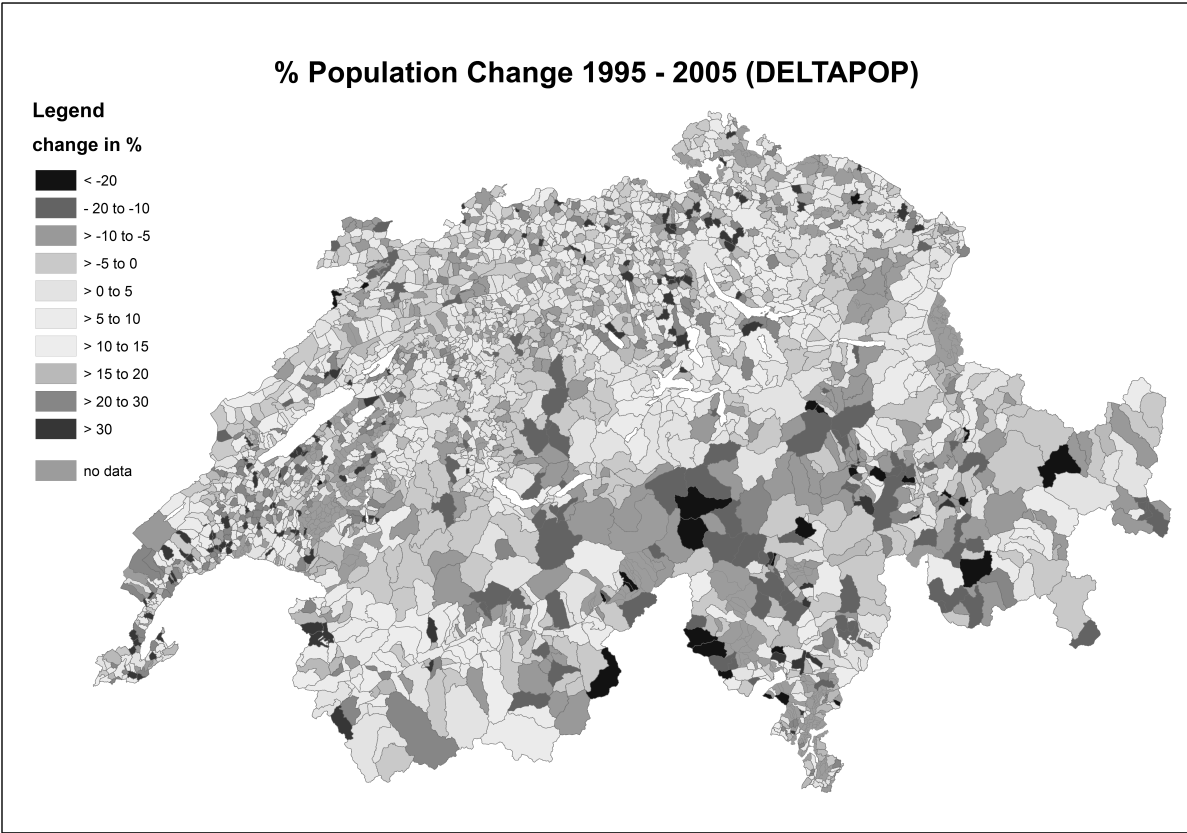 % Population Change 1995 - 2005 (DELTAPOP)
Legend
change in %
< -20
- 20 to -10
> -10 to -5
> -5 to 0
> 0 to 5
> 5 to 10
> 10 to 15
> 15 to 20
> 20 to 30
> 30
no data